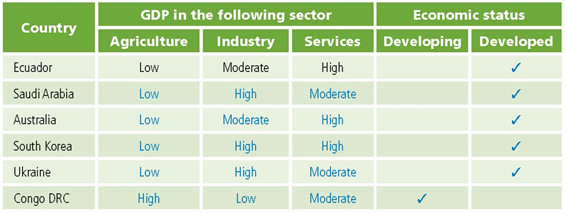 Country GDP in the following sector Economic status
Agriculture Industry Services Developing Developed
Ecuador Low Moderate High ✓
Saudi Arabia Low High Moderate ✓
Australia Low Moderate High ✓
South Korea Low High High ✓
Ukraine Low High Moderate ✓
Congo DRC High Low Moderate ✓